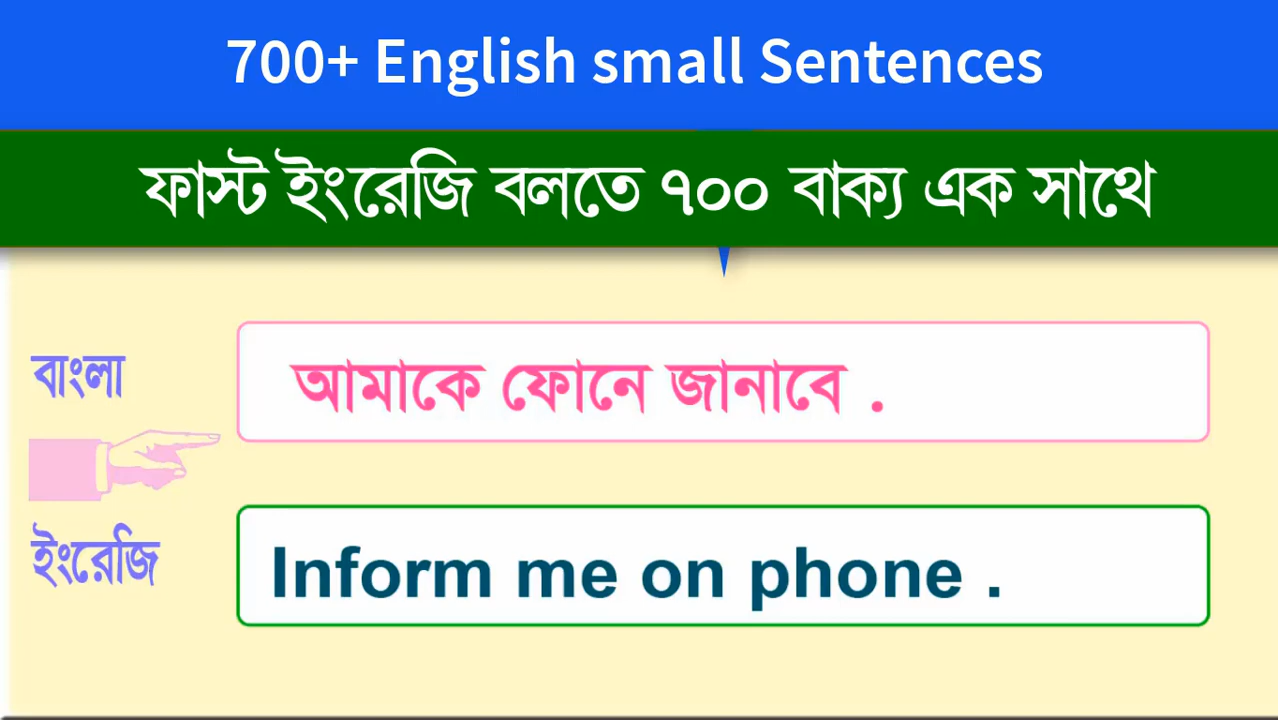 700+ English small Sentences
ফাস্ট ইংরেজি বলতে ৭০০ বাক্য এক সাথে
বাংলা
আমাকে ফোনে জানাবে .
ইংরেজি
Inform me on phone .